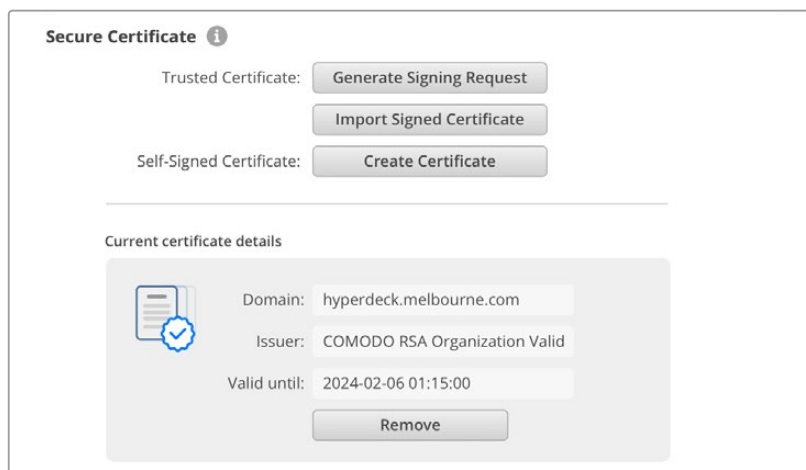 Secure Certificate
Trusted Certificate: Generate Signing Request
Import Signed Certificate
Self-Signed Certificate: Create Certificate
Current certificate details
Domain: hyperdeck.melbourne.com
Issuer: COMODO RSA Organization Valid
Valid until: 2024-02-06 01:15:00
Remove